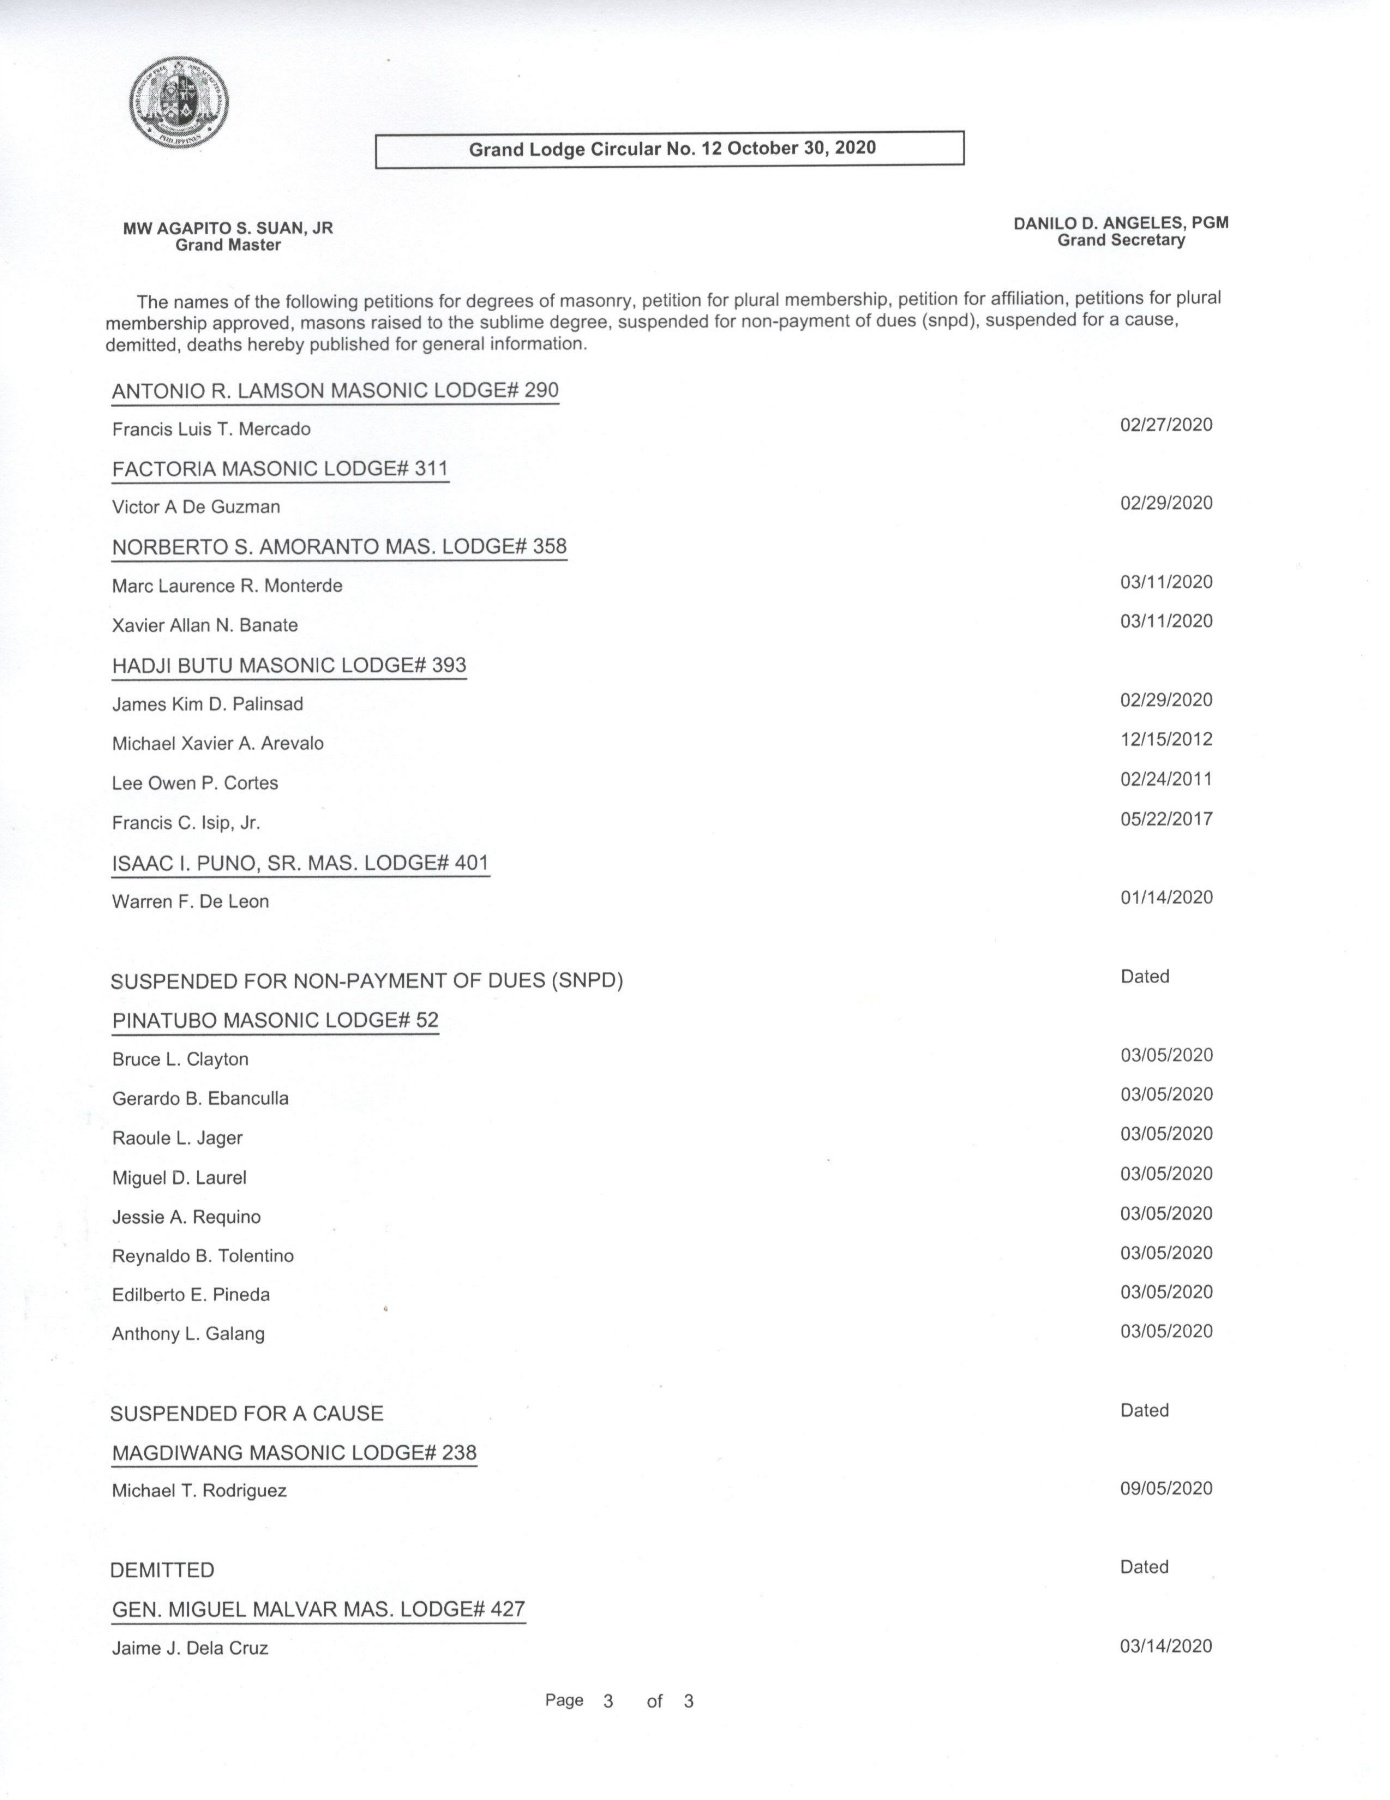 Grand Lodge Circular No. 12 October 30, 2020
MW AGAPITO S. SUAN, JR
Grand Master
DANILO D. ANGELES, PGM
Grand Secretary
The names of the following petitions for degrees of masonry, petition for plural membership, petition for affiliation, petitions for plural
membership approved, masons raised to the sublime degree, suspended for non-payment of dues (snpd), suspended for a cause,
demitted, deaths hereby published for general information.
ANTONIO R. LAMSON MASONIC LODGE# 290
Francis Luis T. Mercado 02/27/2020
FACTORIA MASONIC LODGE# 311
Victor A De Guzman 02/29/2020
NORBERTO S. AMORANTO MAS. LODGE# 358
Marc Laurence R. Monterde 03/11/2020
Xavier Allan N. Banate 03/11/2020
HADJI BUTU MASONIC LODGE# 393
James Kim D. Palinsad 02/29/2020
Michael Xavier A. Arevalo 12/15/2012
Lee Owen P. Cortes 02/24/2011
Francis C. Isip, Jr. 05/22/2017
ISAAC I. PUNO, SR. MAS. LODGE# 401
Warren F. De Leon 01/14/2020
SUSPENDED FOR NON-PAYMENT OF DUES (SNPD) Dated
PINATUBO MASONIC LODGE# 52
Bruce L. Clayton 03/05/2020
Gerardo B. Ebanculla 03/05/2020
Raoule L. Jager 03/05/2020
Miguel D. Laurel 03/05/2020
Jessie A. Requino 03/05/2020
Reynaldo B. Tolentino 03/05/2020
Edilberto E. Pineda 03/05/2020
Anthony L. Galang 03/05/2020
SUSPENDED FOR A CAUSE Dated
MAGDIWANG MASONIC LODGE# 238
Michael T. Rodriguez 09/05/2020
DEMITTED Dated
GEN. MIGUEL MALVAR MAS. LODGE# 427
Jaime J. Dela Cruz 03/14/2020
Page 3 of 3